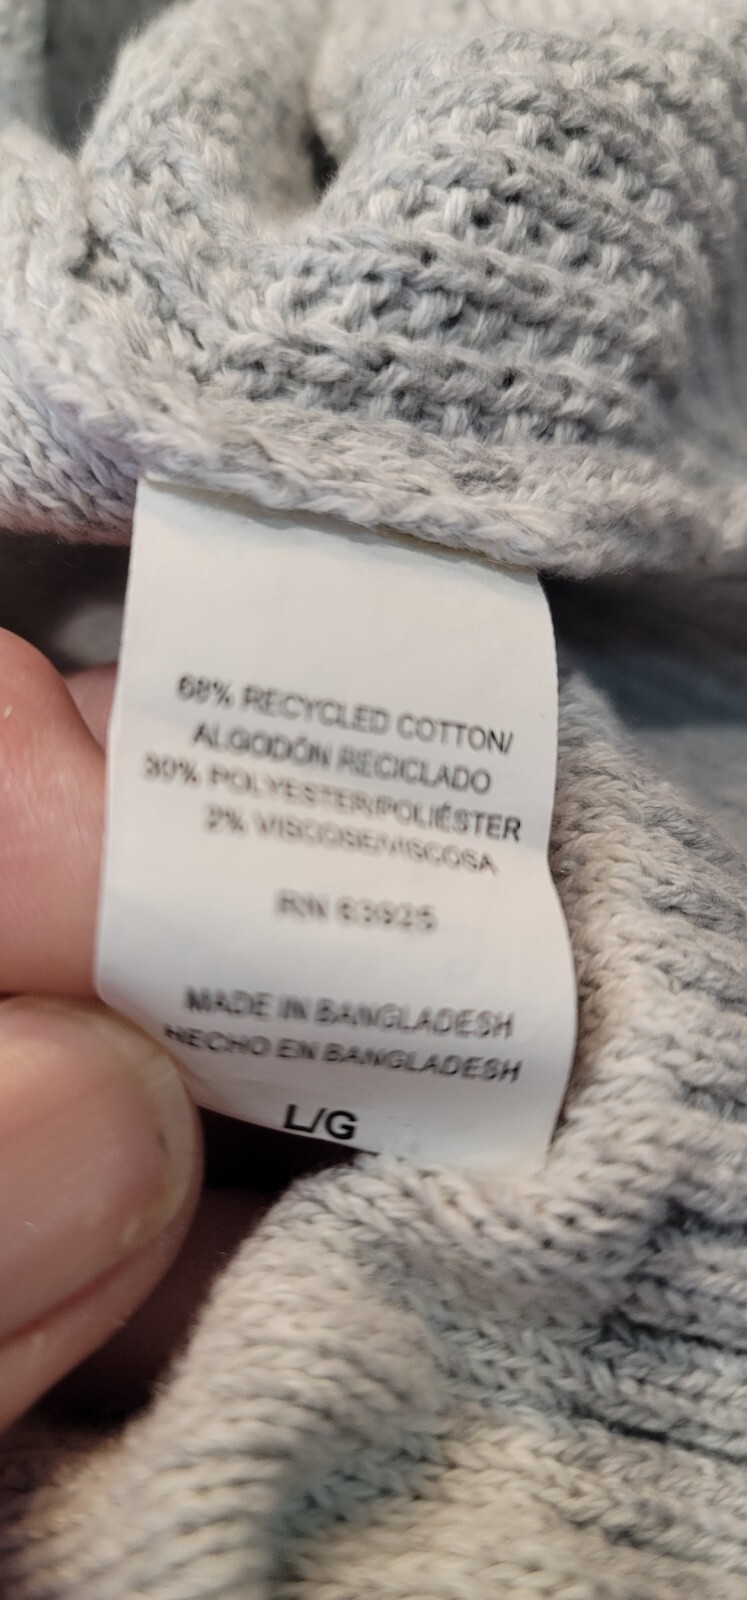 68% RECYCLED COTTON/
ALGODÓN RECICLADO
30% POLYESTER/POLIÉSTER
2% VISCOSE/VISCOSA
RN 63925
MADE IN BANGLADESH
HECHO EN BANGLADESH
L/G